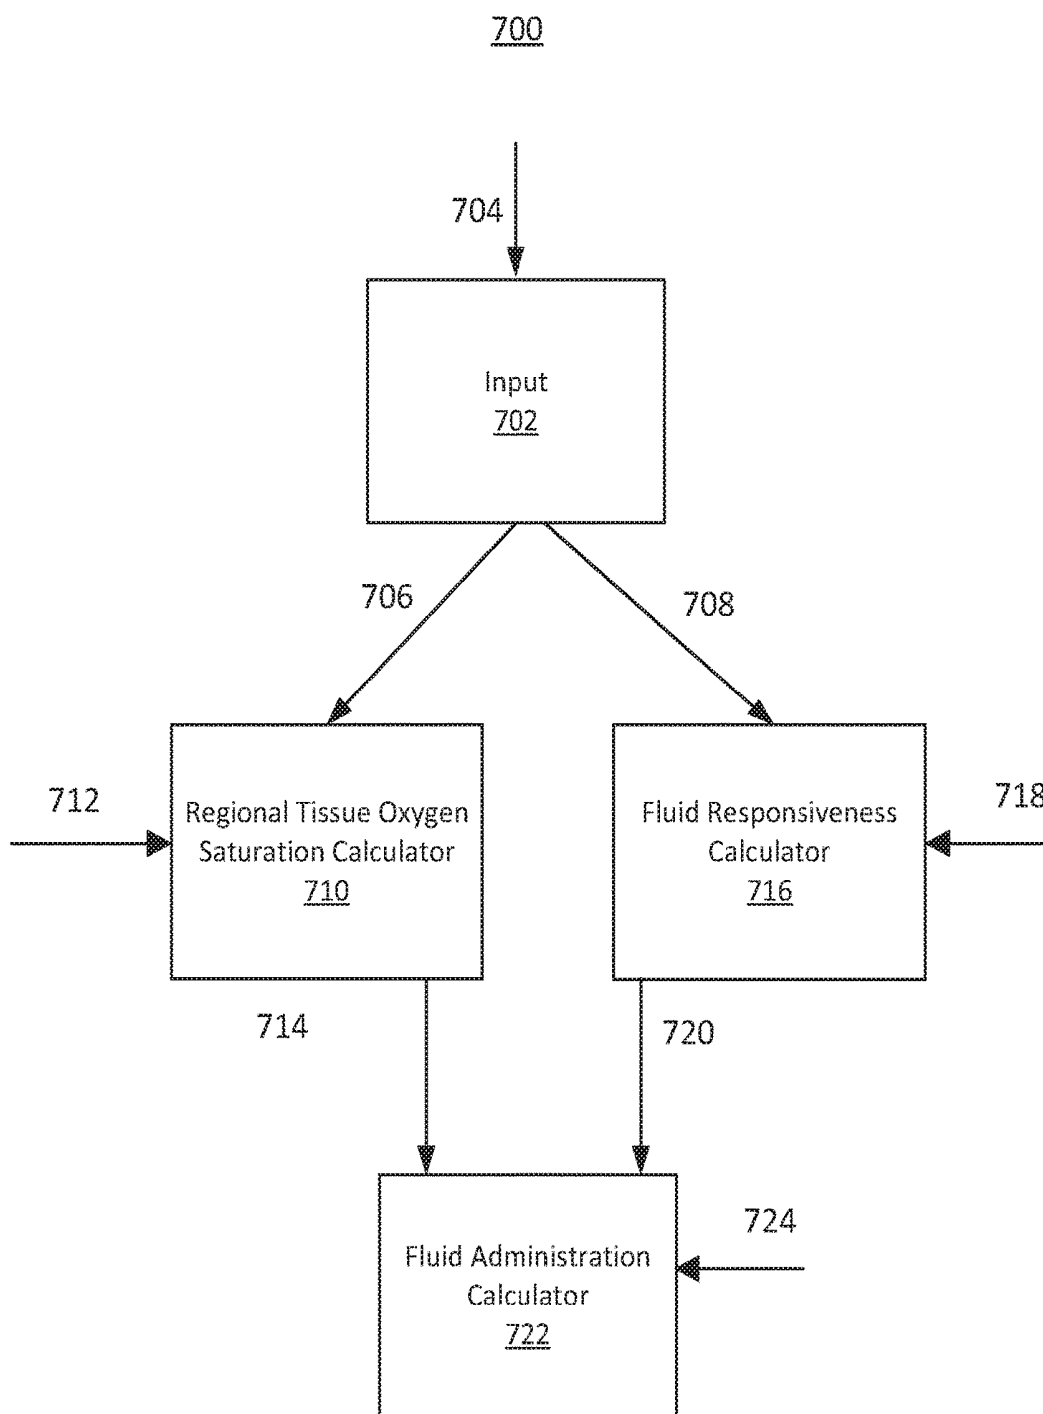 700
704
Input
702
706
708
712
Regional Tissue Oxygen
Saturation Calculator
710
Fluid Responsiveness
Calculator
716
718
714
720
Fluid Administration
Calculator
722
724